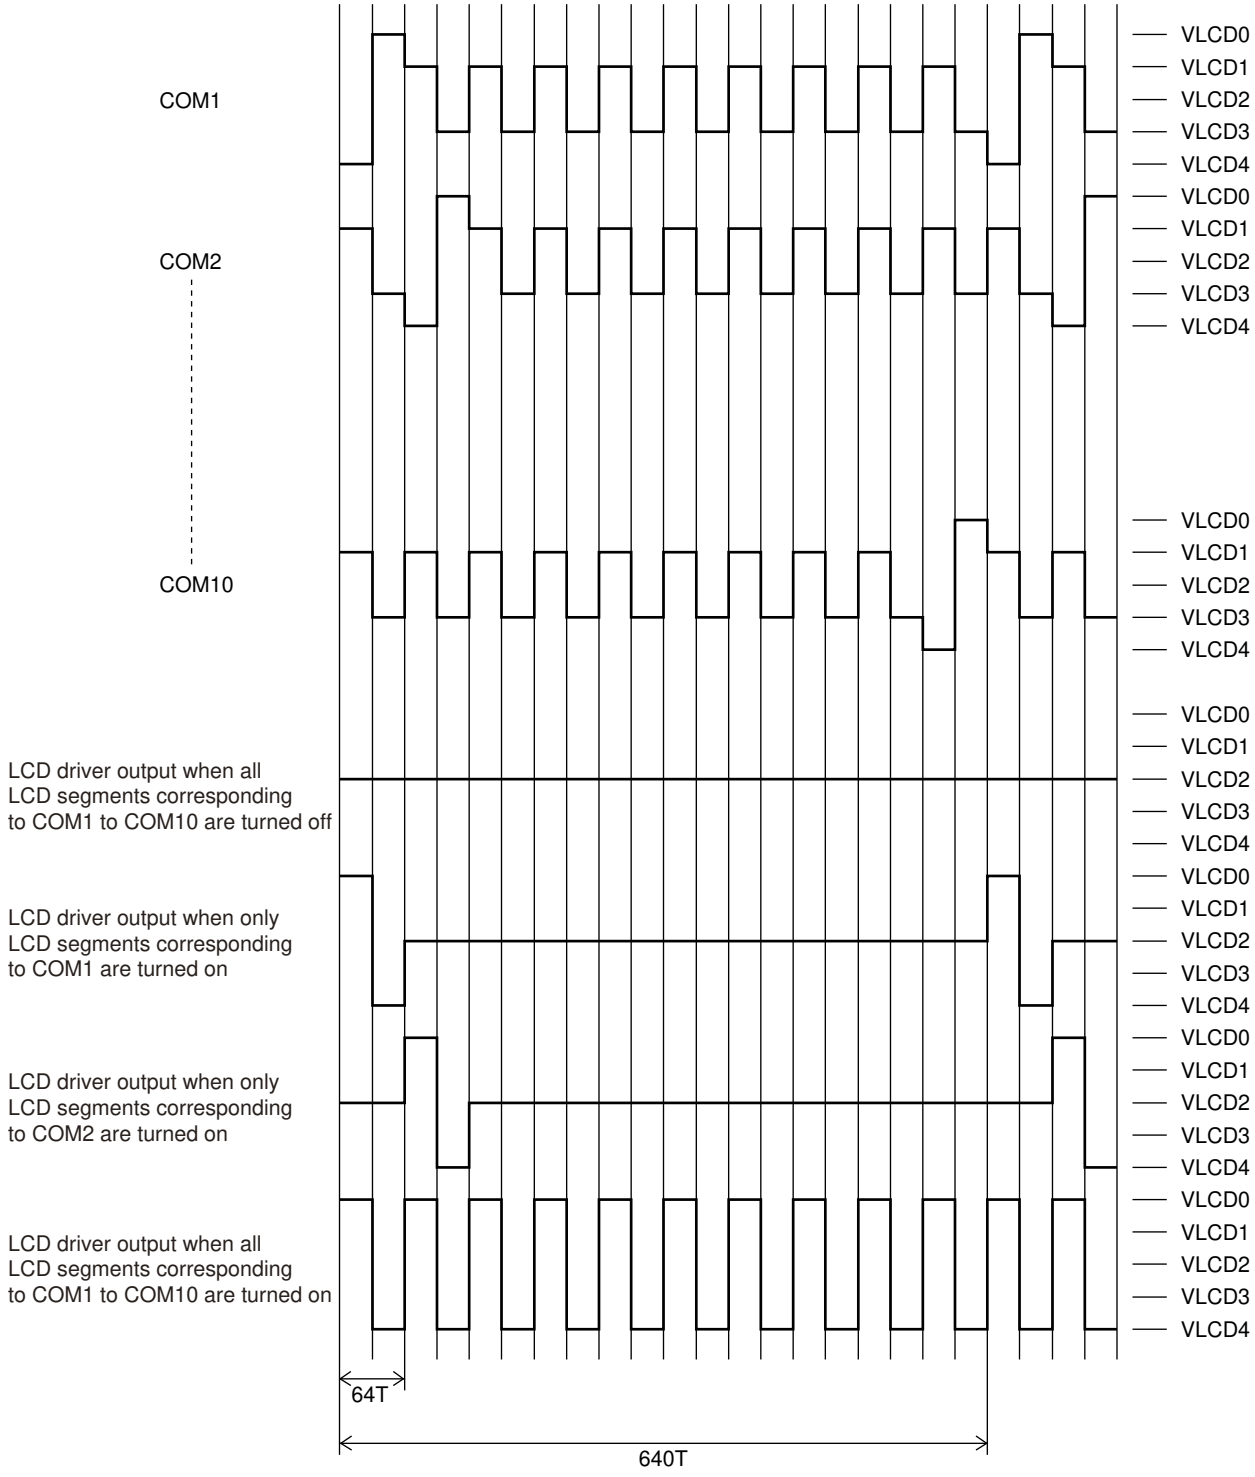 VLCD0
VLCD1
COM1
VLCD2
VLCD3
VLCD4
VLCD0
VLCD1
COM2
VLCD2
VLCD3
VLCD4
VLCD0
VLCD1
COM10
VLCD2
VLCD3
VLCD4
VLCD0
VLCD1
LCD driver output when all
LCD segments corresponding
to COM1 to COM10 are turned off
VLCD2
VLCD3
VLCD4
VLCD0
VLCD1
LCD driver output when only
LCD segments corresponding
to COM1 are turned on
VLCD2
VLCD3
VLCD4
VLCD0
VLCD1
LCD driver output when only
LCD segments corresponding
to COM2 are turned on
VLCD2
VLCD3
VLCD4
VLCD0
VLCD1
LCD driver output when all
LCD segments corresponding
to COM1 to COM10 are turned on
VLCD2
VLCD3
VLCD4
64T
640T